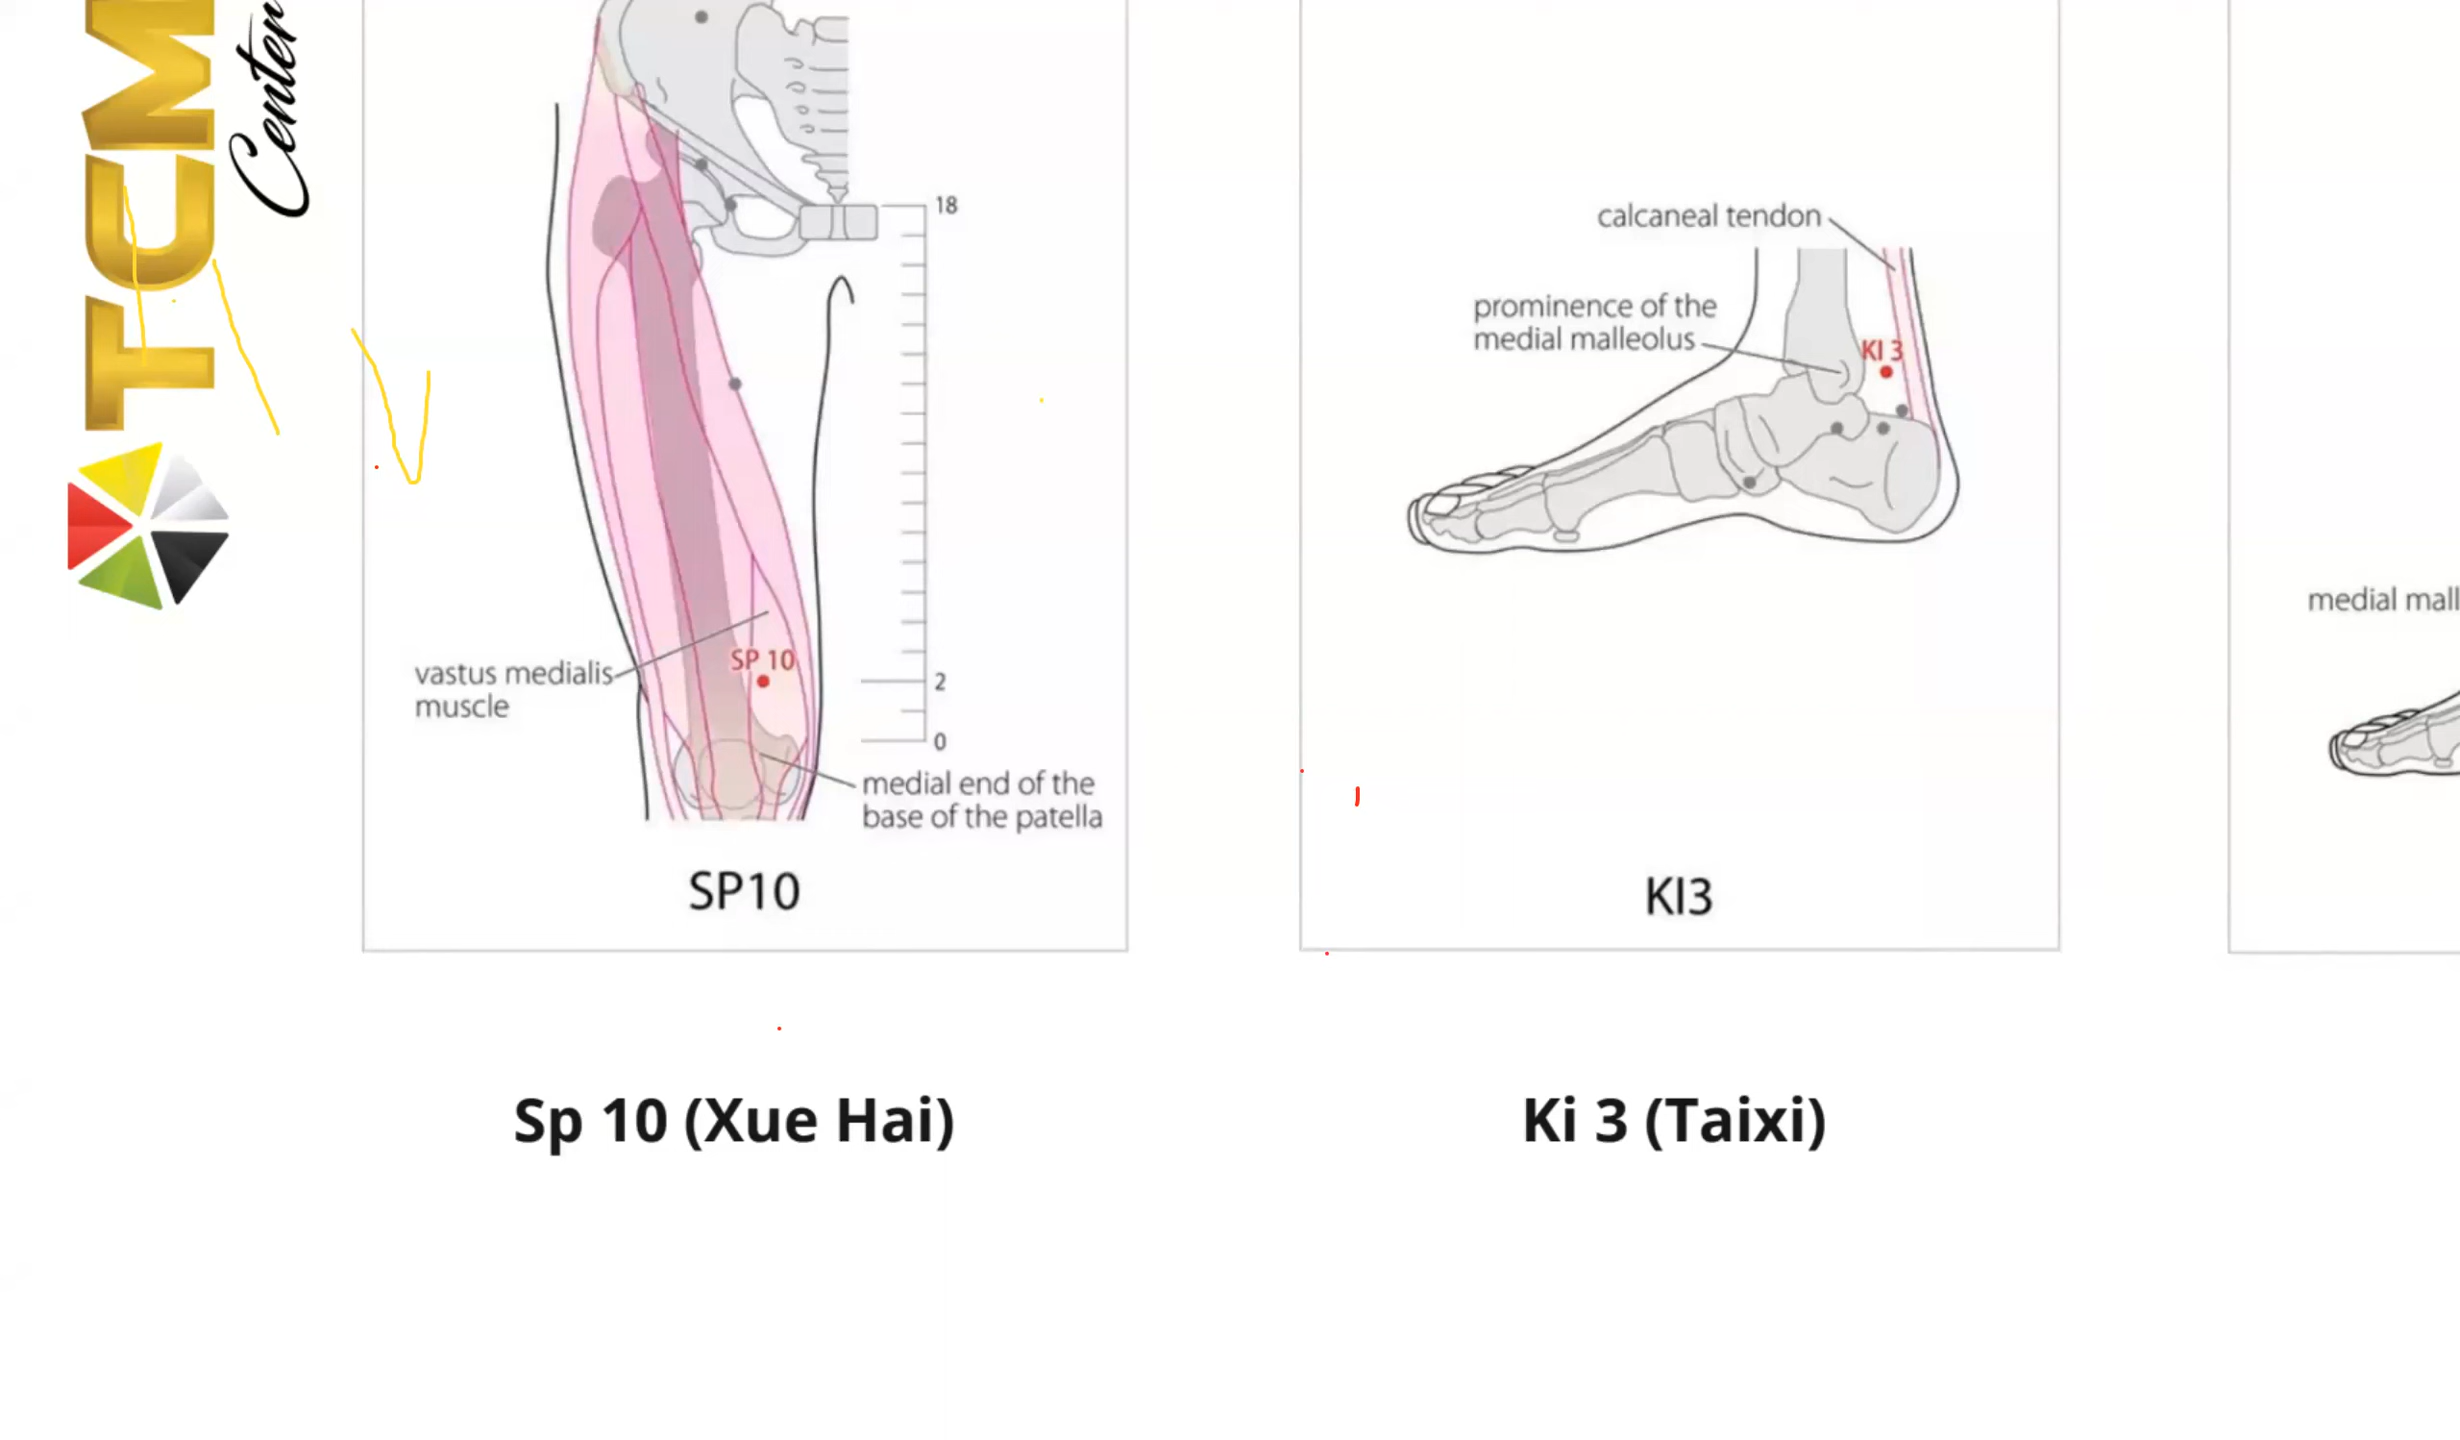 TCM
Center
18
vastus medialis
muscle
SP 10
2
0
medial end of the
base of the patella
SP10
Sp 10 (Xue Hai)
calcaneal tendon
prominence of the
medial malleolus
KI 3
KI3
Ki 3 (Taixi)
medial mall